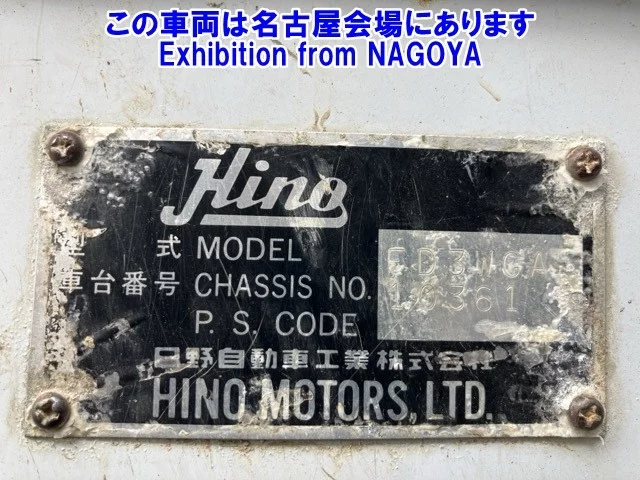 この車両は名古屋会場にあります
Exhibition from NAGOYA
Hino
型 式 MODEL
車台番号 CHASSIS NO. 10361
P. S. CODE
日野自動車工業株式会社
HINO MOTORS, LTD.